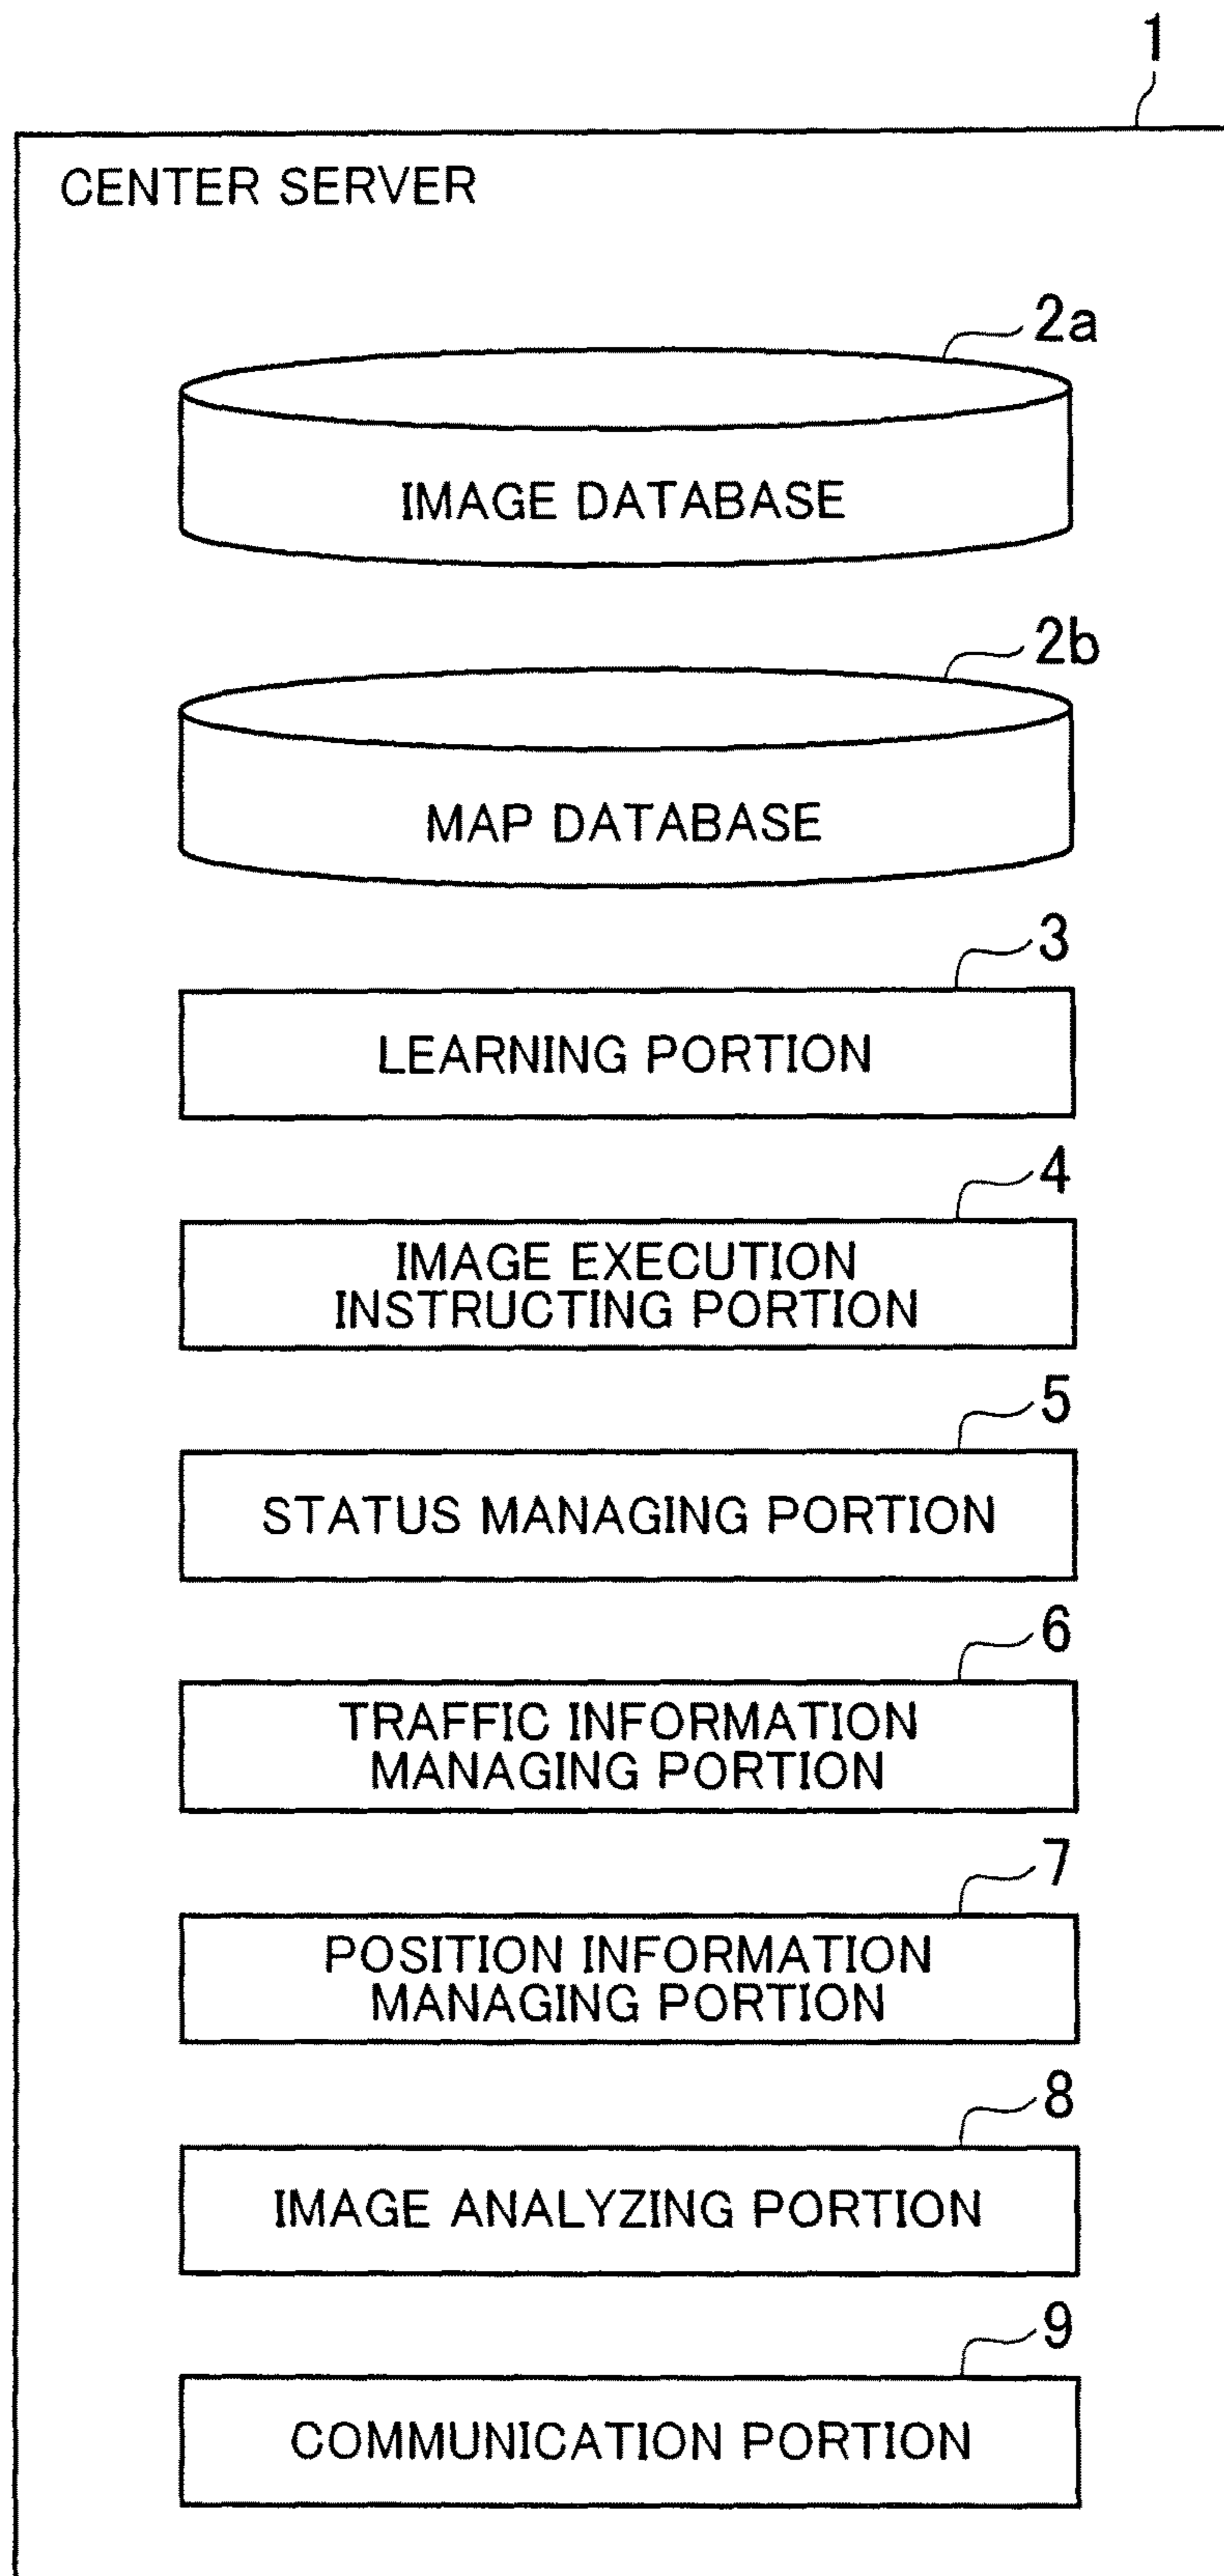 1
CENTER SERVER
2a
IMAGE DATABASE
2b
MAP DATABASE
3
LEARNING PORTION
4
IMAGE EXECUTION
INSTRUCTING PORTION
5
STATUS MANAGING PORTION
6
TRAFFIC INFORMATION
MANAGING PORTION
7
POSITION INFORMATION
MANAGING PORTION
8
IMAGE ANALYZING PORTION
9
COMMUNICATION PORTION